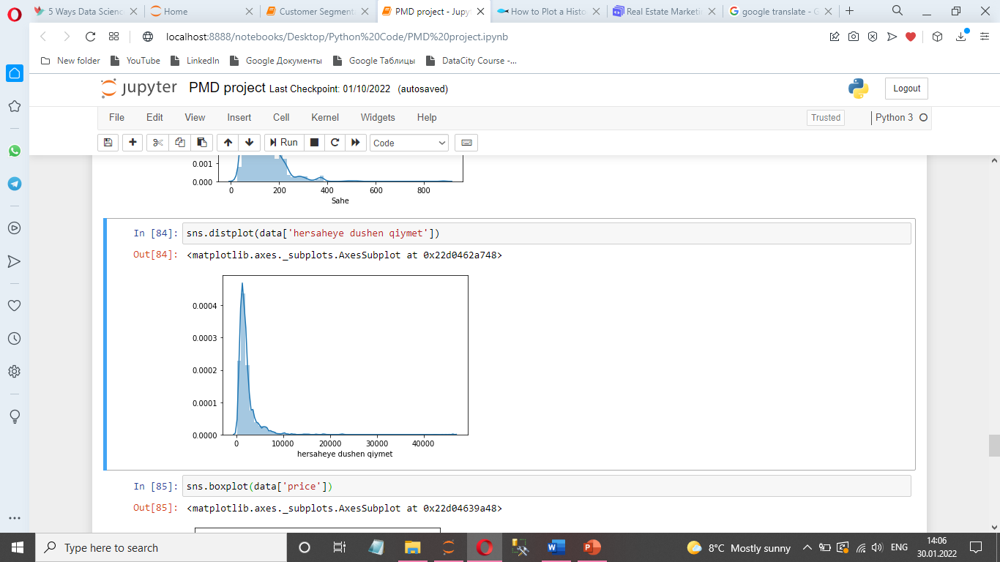 5 Ways Data Scienc
Home
Customer Segment
PMD project - Jupy
How to Plot a Histo
Real Estate Marketi
google translate - G
localhost:8888/notebooks/Desktop/Python%20Code/PMD%20project.ipynb
New folder
YouTube
LinkedIn
Google Документы
Google Таблицы
DataCity Course -...
jupyter
PMD project Last Checkpoint: 01/10/2022 (autosaved)
Logout
File Edit View Insert Cell Kernel Widgets Help
Trusted
Python 3
Run
Code
0.001
0.000
0 200 400 600 800
Sahe
In [84]: sns.distplot(data['hersaheye dushen qiymet'])
Out[84]: <matplotlib.axes._subplots.AxesSubplot at 0x22d0462a748>
0.0004
0.0003
0.0002
0.0001
0.0000
0 10000 20000 30000 40000
hersaheye dushen qiymet
In [85]: sns.boxplot(data['price'])
Out[85]: <matplotlib.axes._subplots.AxesSubplot at 0x22d04639a48>
Type here to search
8°C Mostly sunny
ENG
14:06
30.01.2022